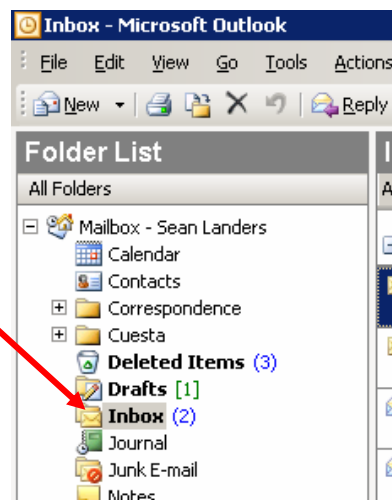 Inbox - Microsoft Outlook
File Edit View Go Tools Actions
New Reply
Folder List
All Folders
Mailbox - Sean Landers
Calendar
Contacts
Correspondence
Cuesta
Deleted Items (3)
Drafts [1]
Inbox (2)
Journal
Junk E-mail
Notes